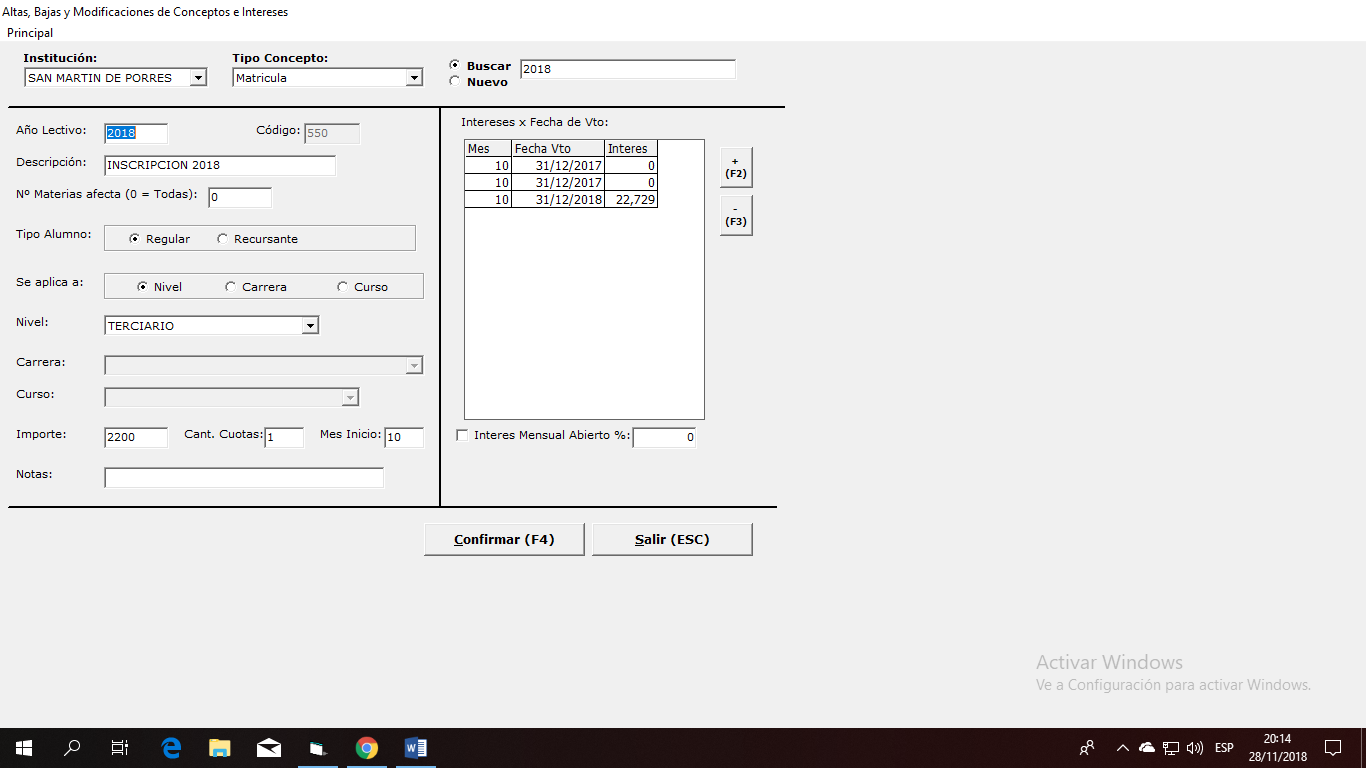 Altas, Bajas y Modificaciones de Conceptos e Intereses
Principal
Institución:
SAN MARTIN DE PORRES
Tipo Concepto:
Matricula
Buscar
Nuevo
2018
Año Lectivo:
2018
Código:
550
Descripción:
INSCRIPCION 2018
Nº Materias afecta (0 = Todas):
0
Tipo Alumno:
Regular
Recursante
Se aplica a:
Nivel
Carrera
Curso
Nivel:
TERCIARIO
Carrera:
Curso:
Importe:
2200
Cant. Cuotas:
1
Mes Inicio:
10
Notas:
Intereses x Fecha de Vto:
Mes Fecha Vto Interes
10 31/12/2017 0
10 31/12/2017 0
10 31/12/2018 22,729
+
(F2)
-
(F3)
Interes Mensual Abierto %:
0
Confirmar (F4)
Salir (ESC)
Activar Windows
Ve a Configuración para activar Windows.
ESP
20:14
28/11/2018